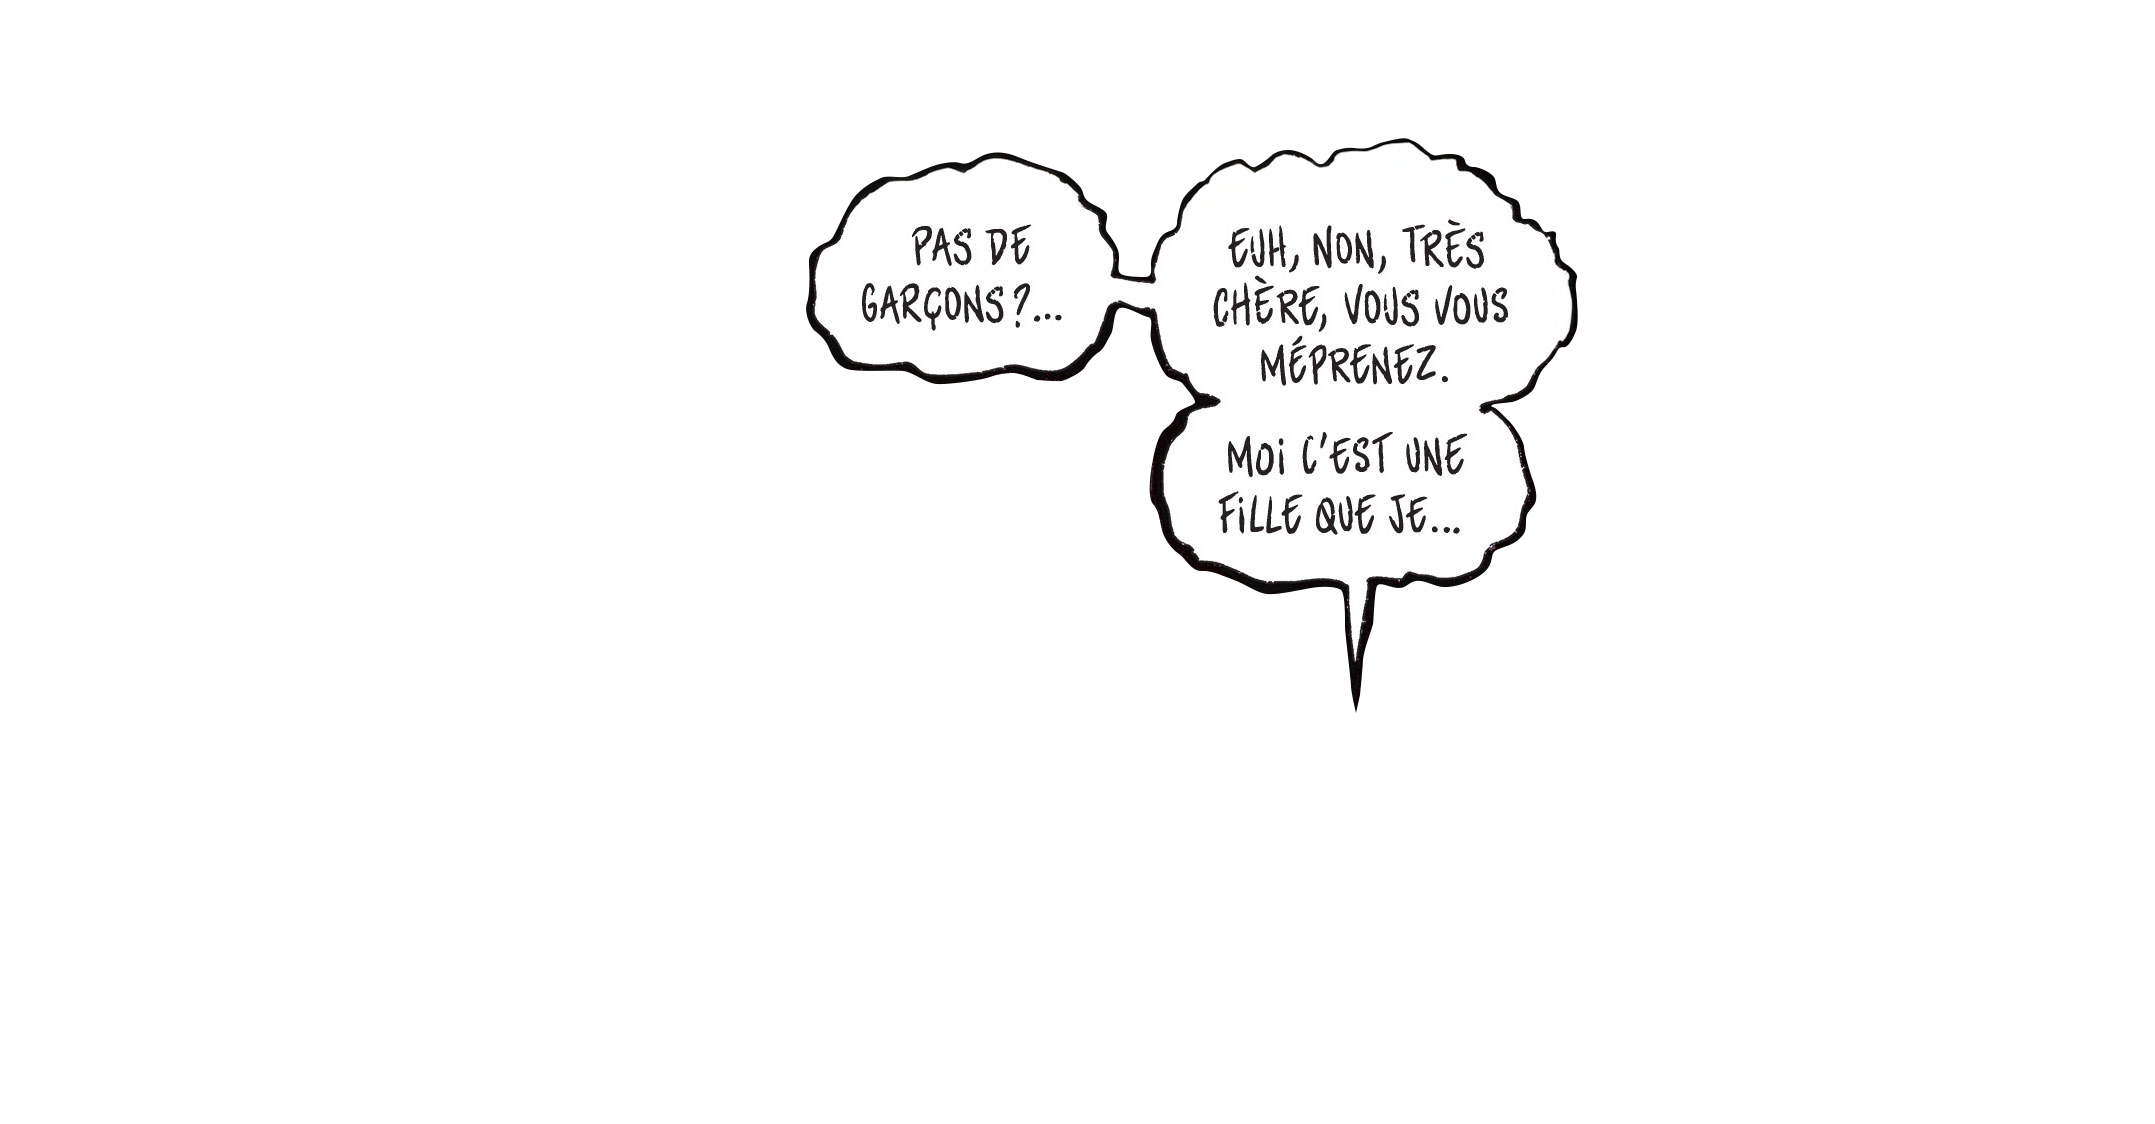 PAS DE
GARÇONS?...
EUH, NON, TRÈS
CHÈRE, VOUS VOUS
MÉPRENEZ.
MOI C'EST UNE
FILLE QUE JE...